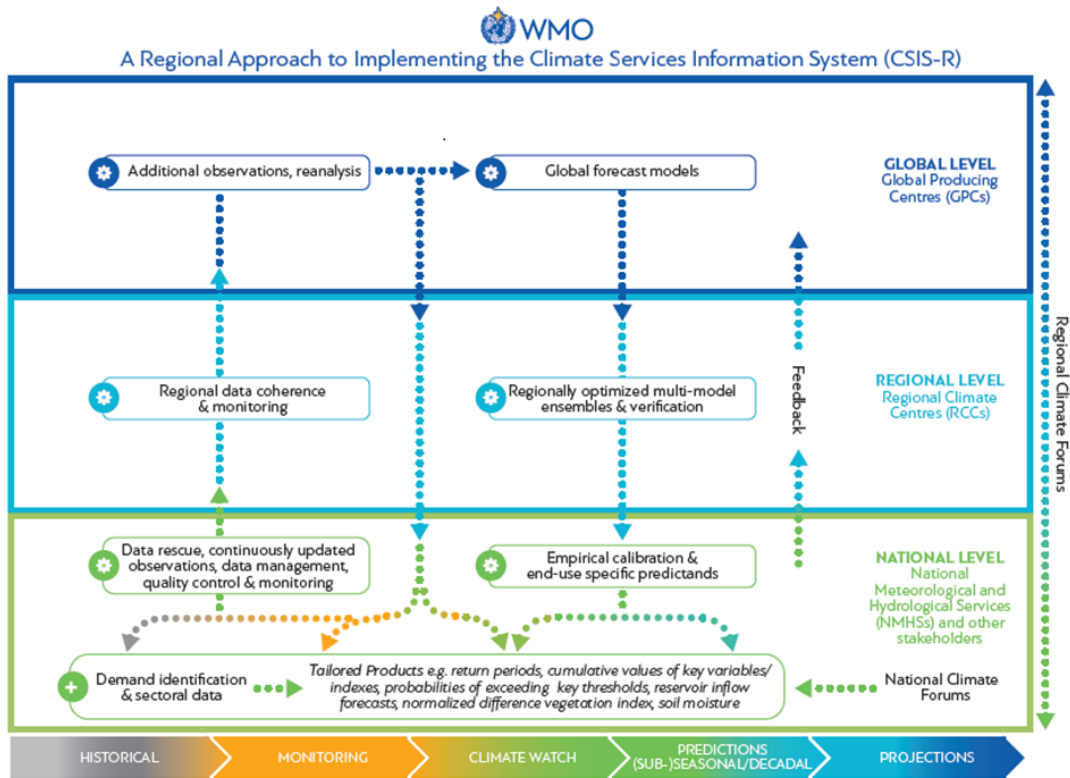 WMO
A Regional Approach to Implementing the Climate Services Information System (CSIS-R)
Additional observations, reanalysis
Global forecast models
GLOBAL LEVEL
Global Producing
Centres (GPCs)
Regional data coherence
& monitoring
Regionally optimized multi-model
ensembles & verification
Feedback
REGIONAL LEVEL
Regional Climate
Centres (RCCs)
Regional Climate Forums
Data rescue, continuously updated
observations, data management,
quality control & monitoring
Empirical calibration &
end-use specific predictands
NATIONAL LEVEL
National
Meteorological and
Hydrological Services
(NMHSs) and other
stakeholders
Demand identification
& sectoral data
Tailored Products e.g. return periods, cumulative values of key variables/
indexes, probabilities of exceeding key thresholds, reservoir inflow
forecasts, normalized difference vegetation index, soil moisture
National Climate
Forums
HISTORICAL
MONITORING
CLIMATE WATCH
PREDICTIONS
(SUB-)SEASONAL/DECADAL
PROJECTIONS